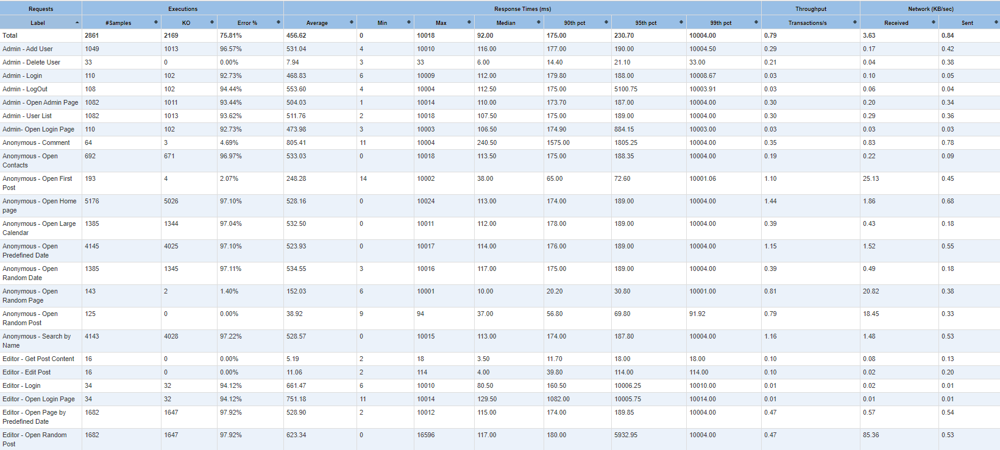 Requests Executions Response Times (ms) Throughput Network (KB/sec)
Label #Samples KO Error % Average Min Max Median 90th pct 95th pct 99th pct Transactions/s Received Sent
Total 2861 2169 75.81% 456.62 0 10018 92.00 175.00 230.70 10004.00 0.79 3.63 0.84
Admin - Add User 1049 1013 96.57% 531.04 4 10010 116.00 177.00 190.00 10004.50 0.29 0.17 0.42
Admin - Delete User 33 0 0.00% 7.94 3 33 6.00 14.40 21.10 33.00 0.21 0.04 0.38
Admin - Login 110 102 92.73% 468.83 6 10009 112.00 179.80 188.00 10008.67 0.03 0.10 0.05
Admin - LogOut 108 102 94.44% 553.60 4 10004 112.50 175.00 5100.75 10003.91 0.03 0.06 0.04
Admin - Open Admin Page 1082 1011 93.44% 504.03 1 10014 110.00 173.70 187.00 10004.00 0.30 0.20 0.34
Admin - User List 1082 1013 93.62% 511.76 2 10018 107.50 175.00 189.00 10004.00 0.30 0.29 0.36
Admin- Open Login Page 110 102 92.73% 473.98 3 10003 106.50 174.90 884.15 10003.00 0.03 0.03 0.03
Anonymous - Comment 64 3 4.69% 805.41 11 10004 240.50 1575.00 1805.25 10004.00 0.35 0.83 0.78
Anonymous - Open 692 671 96.97% 533.03 0 10018 113.50 175.00 188.35 10004.00 0.19 0.22 0.09
Contacts
Anonymous - Open First 193 4 2.07% 248.28 14 10002 38.00 65.00 72.60 10001.06 1.10 25.13 0.45
Post
Anonymous - Open Home 5176 5026 97.10% 528.16 0 10024 113.00 174.00 189.00 10004.00 1.44 1.86 0.68
page
Anonymous - Open Large 1385 1344 97.04% 532.50 0 10011 112.00 178.00 189.00 10004.00 0.39 0.43 0.18
Calendar
Anonymous - Open 4145 4025 97.10% 523.93 0 10017 114.00 176.00 189.00 10004.00 1.15 1.52 0.55
Predefined Date
Anonymous - Open 1385 1345 97.11% 534.55 3 10016 117.00 175.00 189.00 10004.00 0.39 0.49 0.18
Random Date
Anonymous - Open 143 2 1.40% 152.03 6 10001 10.00 20.20 30.80 10001.00 0.81 20.82 0.38
Random Page
Anonymous - Open 125 0 0.00% 38.92 9 94 37.00 56.80 69.80 91.92 0.79 18.45 0.33
Random Post
Anonymous - Search by 4143 4028 97.22% 528.57 0 10015 113.00 174.00 187.80 10004.00 1.16 1.48 0.53
Name
Editor - Get Post Content 16 0 0.00% 5.19 2 18 3.50 11.70 18.00 18.00 0.10 0.08 0.13
Editor - Edit Post 16 0 0.00% 11.06 2 114 4.00 39.80 114.00 114.00 0.10 0.02 0.20
Editor - Login 34 32 94.12% 661.47 6 10010 80.50 160.50 10006.25 10010.00 0.01 0.02 0.01
Editor - Open Login Page 34 32 94.12% 751.18 11 10014 129.50 1082.00 10005.75 10014.00 0.01 0.01 0.01
Editor - Open Page by 1682 1647 97.92% 528.90 2 10012 115.00 174.00 189.85 10004.00 0.47 0.57 0.54
Predefined Date
Editor - Open Random 1682 1647 97.92% 623.34 0 16596 117.00 180.00 5932.95 10004.00 0.47 85.36 0.53
Post